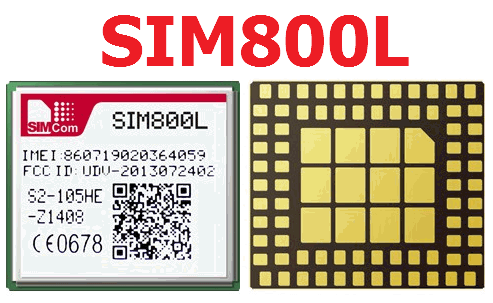 SIM800L
SIMCom
SIM800L
IMEI:860719020364059
FCC ID:UDV-2013072402
S2-105HE
-Z1408
CE0678